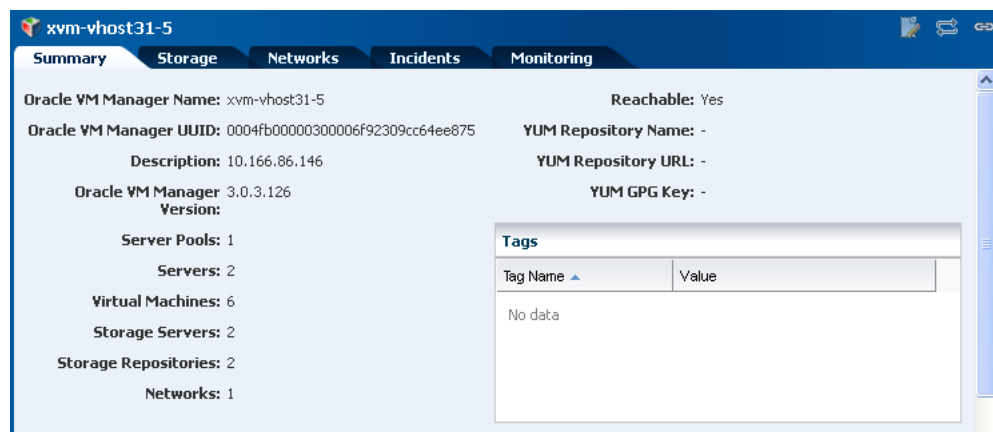 xvm-vhost31-5
Summary Storage Networks Incidents Monitoring
Oracle VM Manager Name: xvm-vhost31-5
Oracle VM Manager UUID: 0004fb00000300006f92309cc64ee875
Description: 10.166.86.146
Oracle VM Manager Version: 3.0.3.126
Server Pools: 1
Servers: 2
Virtual Machines: 6
Storage Servers: 2
Storage Repositories: 2
Networks: 1
Reachable: Yes
YUM Repository Name: -
YUM Repository URL: -
YUM GPG Key: -
Tags
Tag Name Value
No data